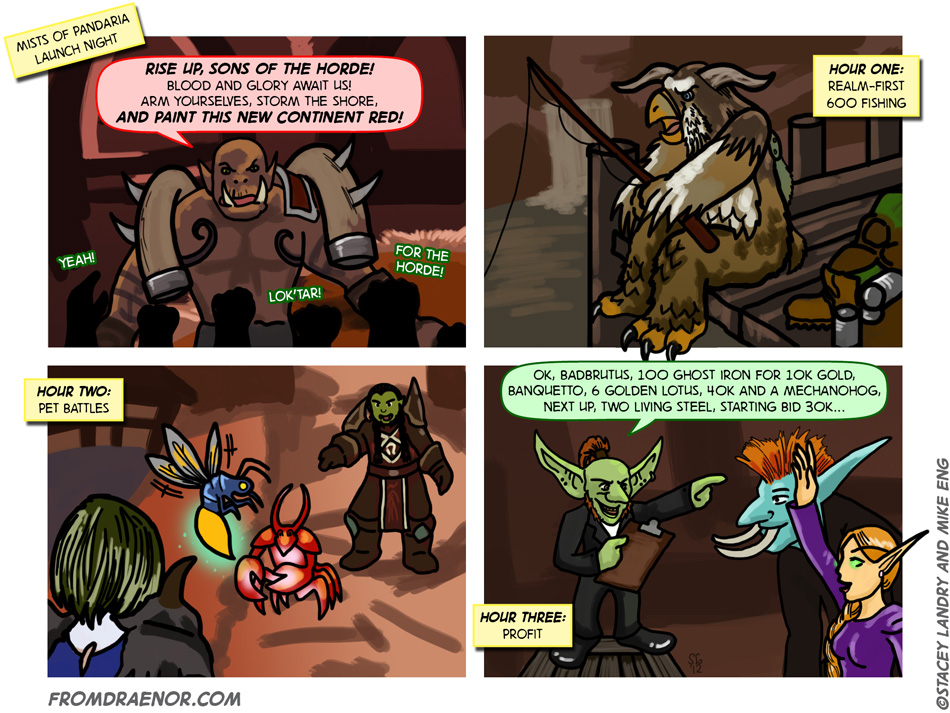 MISTS OF PANDARIA
LAUNCH NIGHT
RISE UP, SONS OF THE HORDE!
BLOOD AND GLORY AWAIT US!
ARM YOURSELVES, STORM THE SHORE,
AND PAINT THIS NEW CONTINENT RED!
YEAH!
LOK'TAR!
FOR THE
HORDE!
HOUR ONE:
REALM-FIRST
600 FISHING
HOUR TWO:
PET BATTLES
OK, BADBRUTUS, 100 GHOST IRON FOR 10K GOLD,
BANQUETTO, 6 GOLDEN LOTUS, 40K AND A MECHANOHOG,
NEXT UP, TWO LIVING STEEL, STARTING BID 30K...
HOUR THREE:
PROFIT
FROMDRAENOR.COM
©STACEY LANDRY AND MIKE ENG